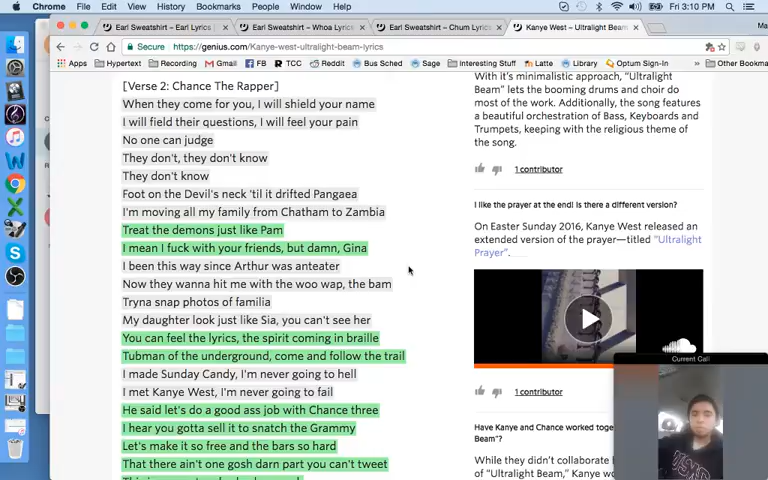 Chrome File Edit View History Bookmarks People Window Help Fri 3:10 PM
Earl Sweatshirt – Earl Lyrics Earl Sweatshirt – Whoa Lyrics Earl Sweatshirt – Chum Lyrics Kanye West – Ultralight Beam
Secure https://genius.com/Kanye-west-ultralight-beam-lyrics
Apps Hypertext Gmail FB TCC Reddit Bus Sched Sage Interesting Stuff Latte Lynda Optum Sign-In » Other Bookma
[Verse 2: Chance The Rapper]
When they come for you, I will shield your name
I will field their questions, I will feel your pain
No one can judge
They don't, they don't know
They don't know
Foot on the Devil's neck 'til it drifted Pangaea
I'm moving all my family from Chatham to Zambia
Treat the demons just like Pam
I mean I fuck with your friends, but damn, Gina
I been this way since Arthur was anteater
Now they wanna hit me with the woo wap, the bam
Tryna snap photos of familia
My daughter look just like Sia, you can't see her
You can feel the lyrics, the spirit coming in braille
Tubman of the underground, come and follow the trail
I made Sunday Candy, I'm never going to hell
I met Kanye West, I'm never going to fail
He said let's do a good ass job with Chance three
I hear you gotta sell it to snatch the Grammy
Let's make it so free and the bars so hard
That there ain't one gosh darn part you can't tweet
With it's minimalistic approach, "Ultralight
Beam" lets the booming drums and choir do
most of the work. Additionally, the song features
a beautiful orchestration of Bass, Keyboards and
Trumpets, keeping with the religious theme of
the song.
1 contributor
I like the prayer at the end! Is there a different version?
On Easter Sunday 2016, Kanye West released an
extended version of the prayer—titled "Ultralight
Prayer".
SOUNDCLOUD
Current Call
1 contributor
Have Kanye and Chance worked toge
Beam"?
While they didn't collaborate
of "Ultralight Beam," Kanye w